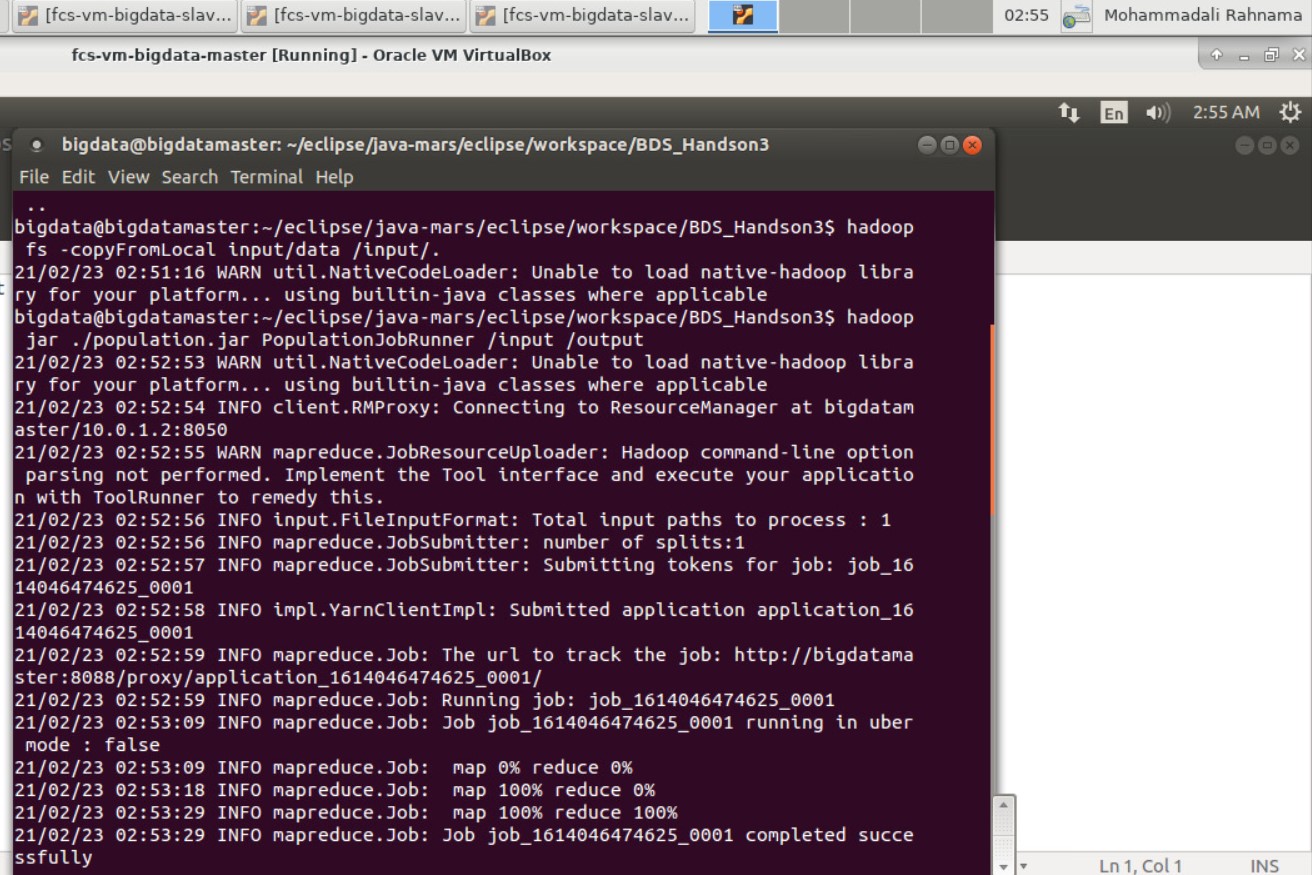 [fcs-vm-bigdata-slav... [fcs-vm-bigdata-slav... [fcs-vm-bigdata-slav... 02:55 Mohammadali Rahnama
fcs-vm-bigdata-master [Running] - Oracle VM VirtualBox
En 2:55 AM
bigdata@bigdatamaster: ~/eclipse/java-mars/eclipse/workspace/BDS_Handson3
File Edit View Search Terminal Help
..
bigdata@bigdatamaster:~/eclipse/java-mars/eclipse/workspace/BDS_Handson3$ hadoop
fs -copyFromLocal input/data /input/.
21/02/23 02:51:16 WARN util.NativeCodeLoader: Unable to load native-hadoop libra
ry for your platform... using builtin-java classes where applicable
bigdata@bigdatamaster:~/eclipse/java-mars/eclipse/workspace/BDS_Handson3$ hadoop
jar ./population.jar PopulationJobRunner /input /output
21/02/23 02:52:53 WARN util.NativeCodeLoader: Unable to load native-hadoop libra
ry for your platform... using builtin-java classes where applicable
21/02/23 02:52:54 INFO client.RMProxy: Connecting to ResourceManager at bigdatam
aster/10.0.1.2:8050
21/02/23 02:52:55 WARN mapreduce.JobResourceUploader: Hadoop command-line option
parsing not performed. Implement the Tool interface and execute your applicatio
n with ToolRunner to remedy this.
21/02/23 02:52:56 INFO input.FileInputFormat: Total input paths to process : 1
21/02/23 02:52:56 INFO mapreduce.JobSubmitter: number of splits:1
21/02/23 02:52:57 INFO mapreduce.JobSubmitter: Submitting tokens for job: job_16
14046474625_0001
21/02/23 02:52:58 INFO impl.YarnClientImpl: Submitted application application_16
14046474625_0001
21/02/23 02:52:59 INFO mapreduce.Job: The url to track the job: http://bigdatama
ster:8088/proxy/application_1614046474625_0001/
21/02/23 02:52:59 INFO mapreduce.Job: Running job: job_1614046474625_0001
21/02/23 02:53:09 INFO mapreduce.Job: Job job_1614046474625_0001 running in uber
mode : false
21/02/23 02:53:09 INFO mapreduce.Job:  map 0% reduce 0%
21/02/23 02:53:18 INFO mapreduce.Job:  map 100% reduce 0%
21/02/23 02:53:29 INFO mapreduce.Job:  map 100% reduce 100%
21/02/23 02:53:29 INFO mapreduce.Job: Job job_1614046474625_0001 completed succe
ssfully
Ln 1, Col 1 INS